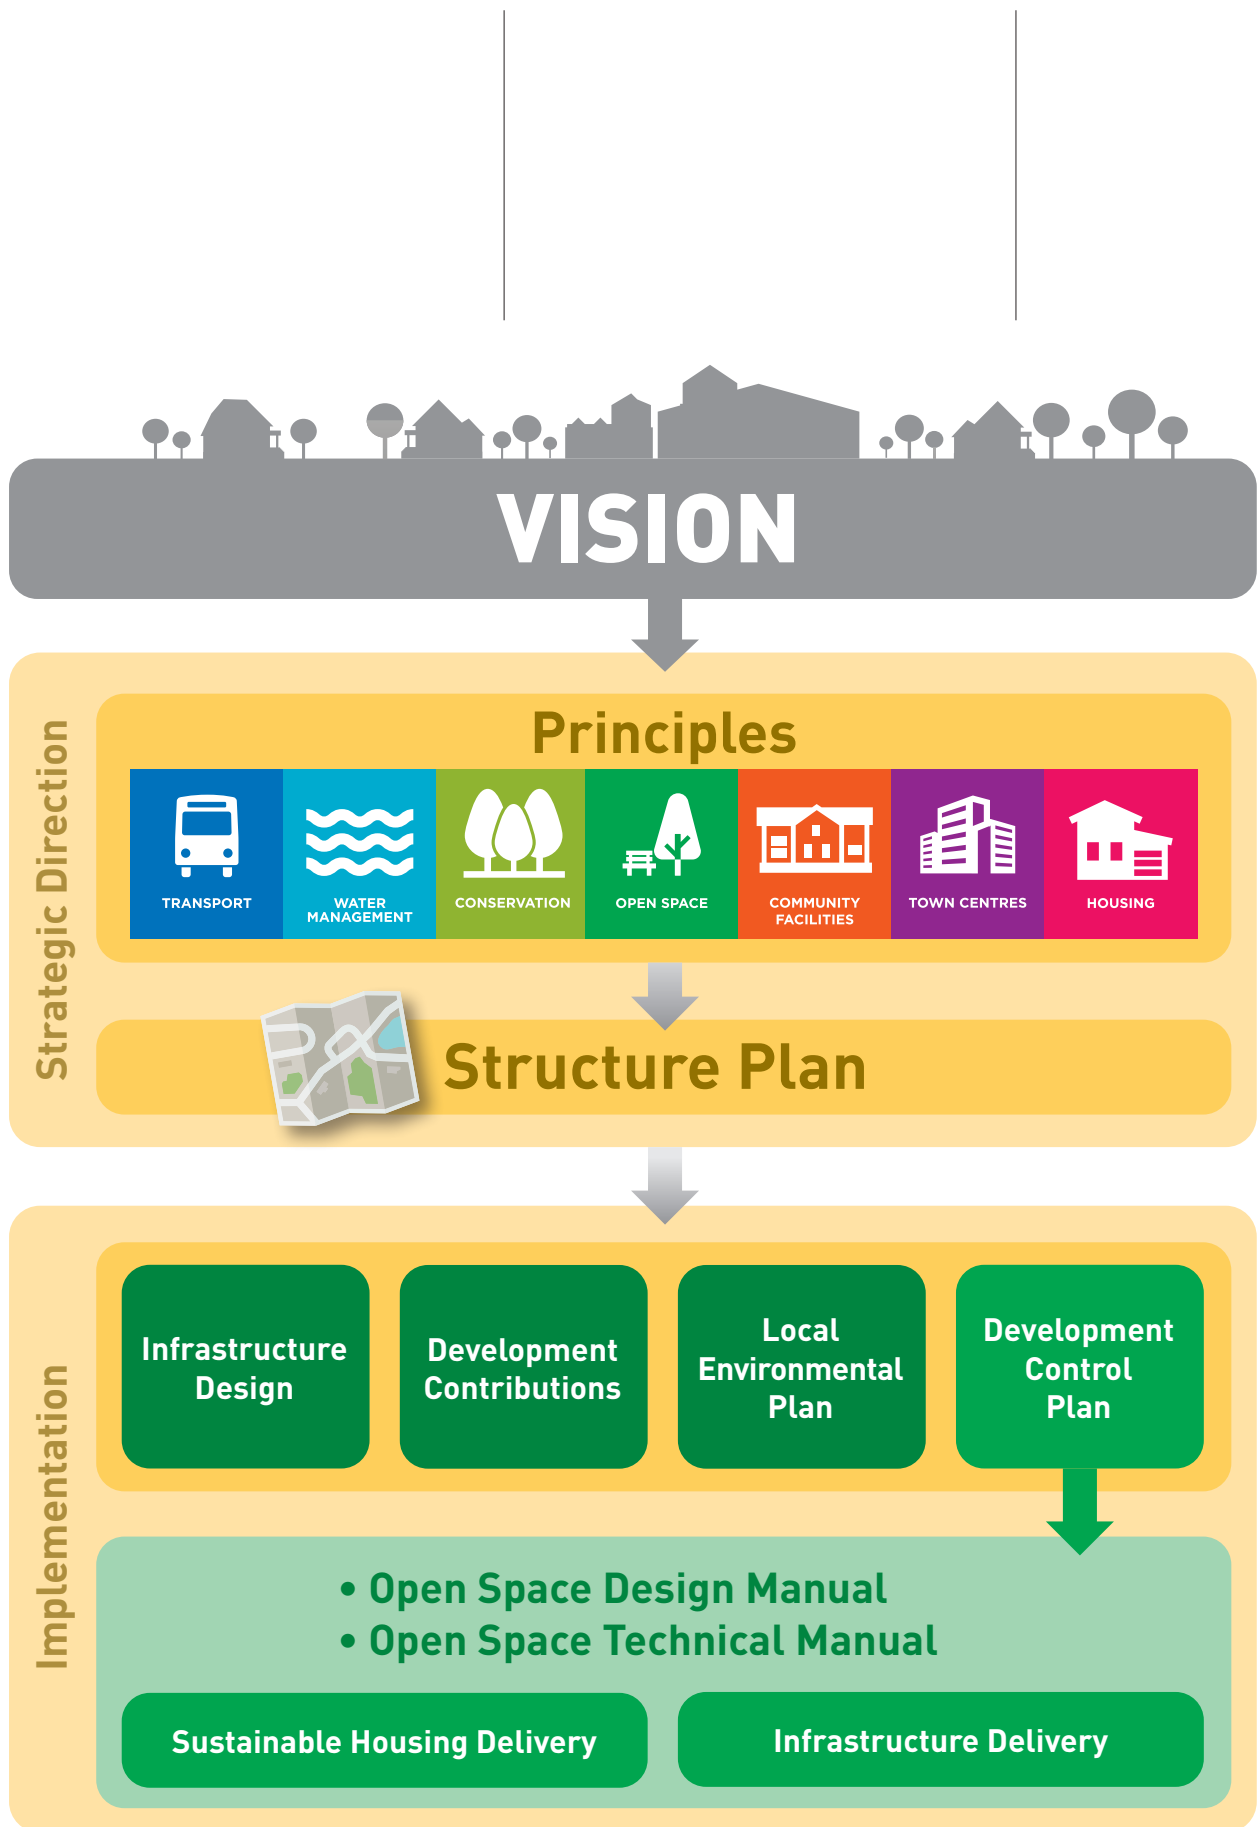 VISION
Strategic Direction
Principles
TRANSPORT
WATER
MANAGEMENT
CONSERVATION
OPEN SPACE
COMMUNITY
FACILITIES
TOWN CENTRES
HOUSING
Structure Plan
Implementation
Infrastructure
Design
Development
Contributions
Local
Environmental
Plan
Development
Control
Plan
• Open Space Design Manual
• Open Space Technical Manual
Sustainable Housing Delivery
Infrastructure Delivery